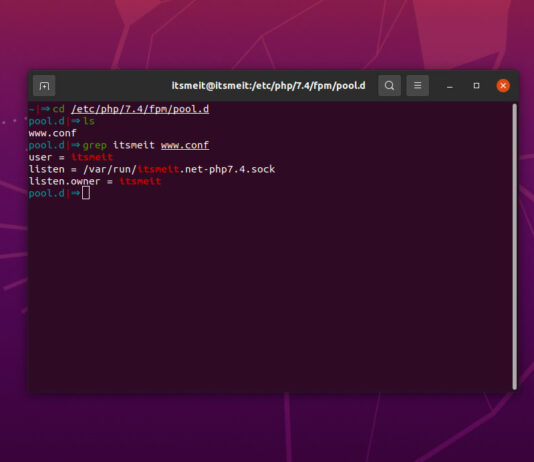 itsmeit@itsmeit:/etc/php/7.4/fpm/pool.d
~|⇒ cd /etc/php/7.4/fpm/pool.d
pool.d|⇒ ls
www.conf
pool.d|⇒ grep itsmeit www.conf
user = itsmeit
listen = /var/run/itsmeit.net-php7.4.sock
listen.owner = itsmeit
pool.d|⇒